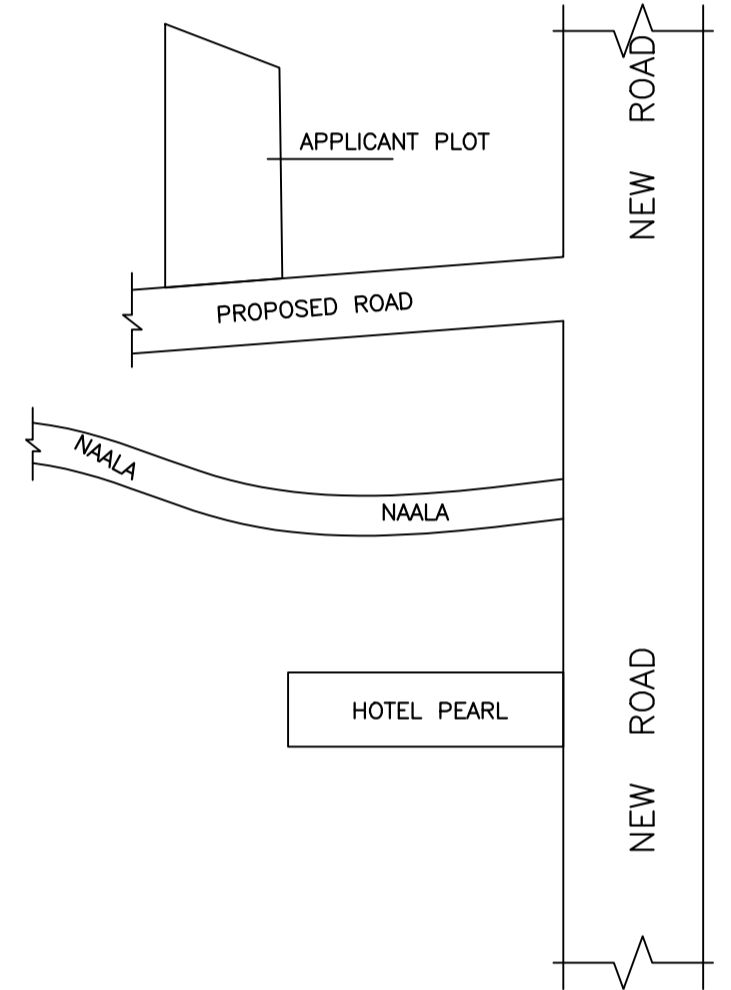 NEW ROAD
APPLICANT PLOT
PROPOSED ROAD
NAALA
NAALA
HOTEL PEARL
NEW ROAD